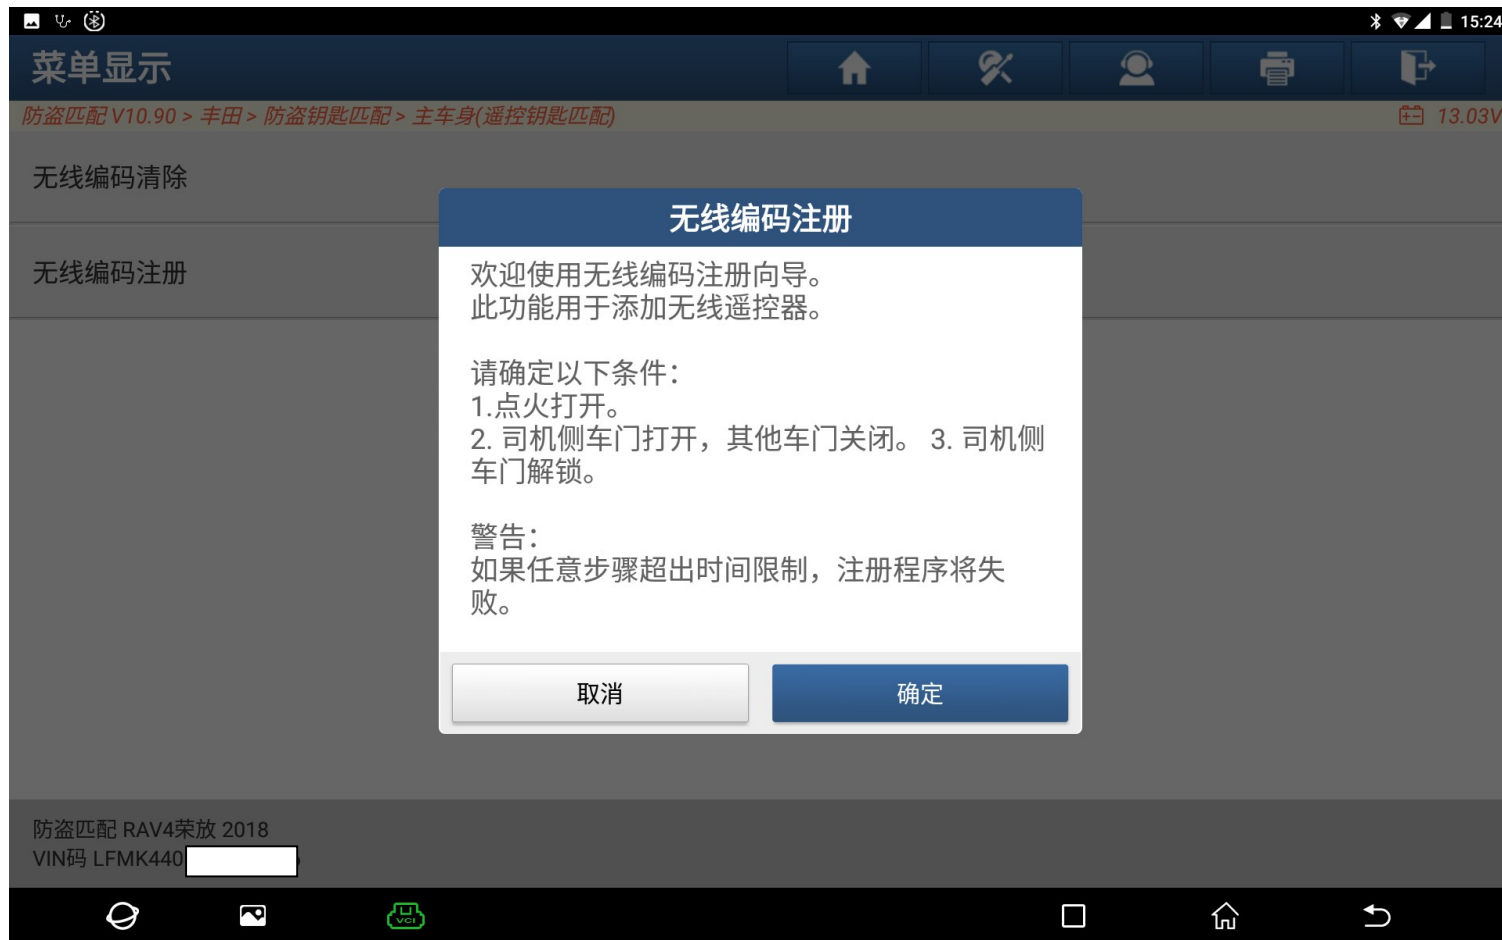 15:24
菜单显示
防盗匹配 V10.90 > 丰田 > 防盗钥匙匹配 > 主车身(遥控钥匙匹配)
13.03V
无线编码清除
无线编码注册
无线编码注册
欢迎使用无线编码注册向导。
此功能用于添加无线遥控器。
请确定以下条件：
1.点火打开。
2. 司机侧车门打开，其他车门关闭。 3. 司机侧
车门解锁。
警告：
如果任意步骤超出时间限制，注册程序将失
败。
取消
确定
防盗匹配 RAV4荣放 2018
VIN码 LFMK440
VCI